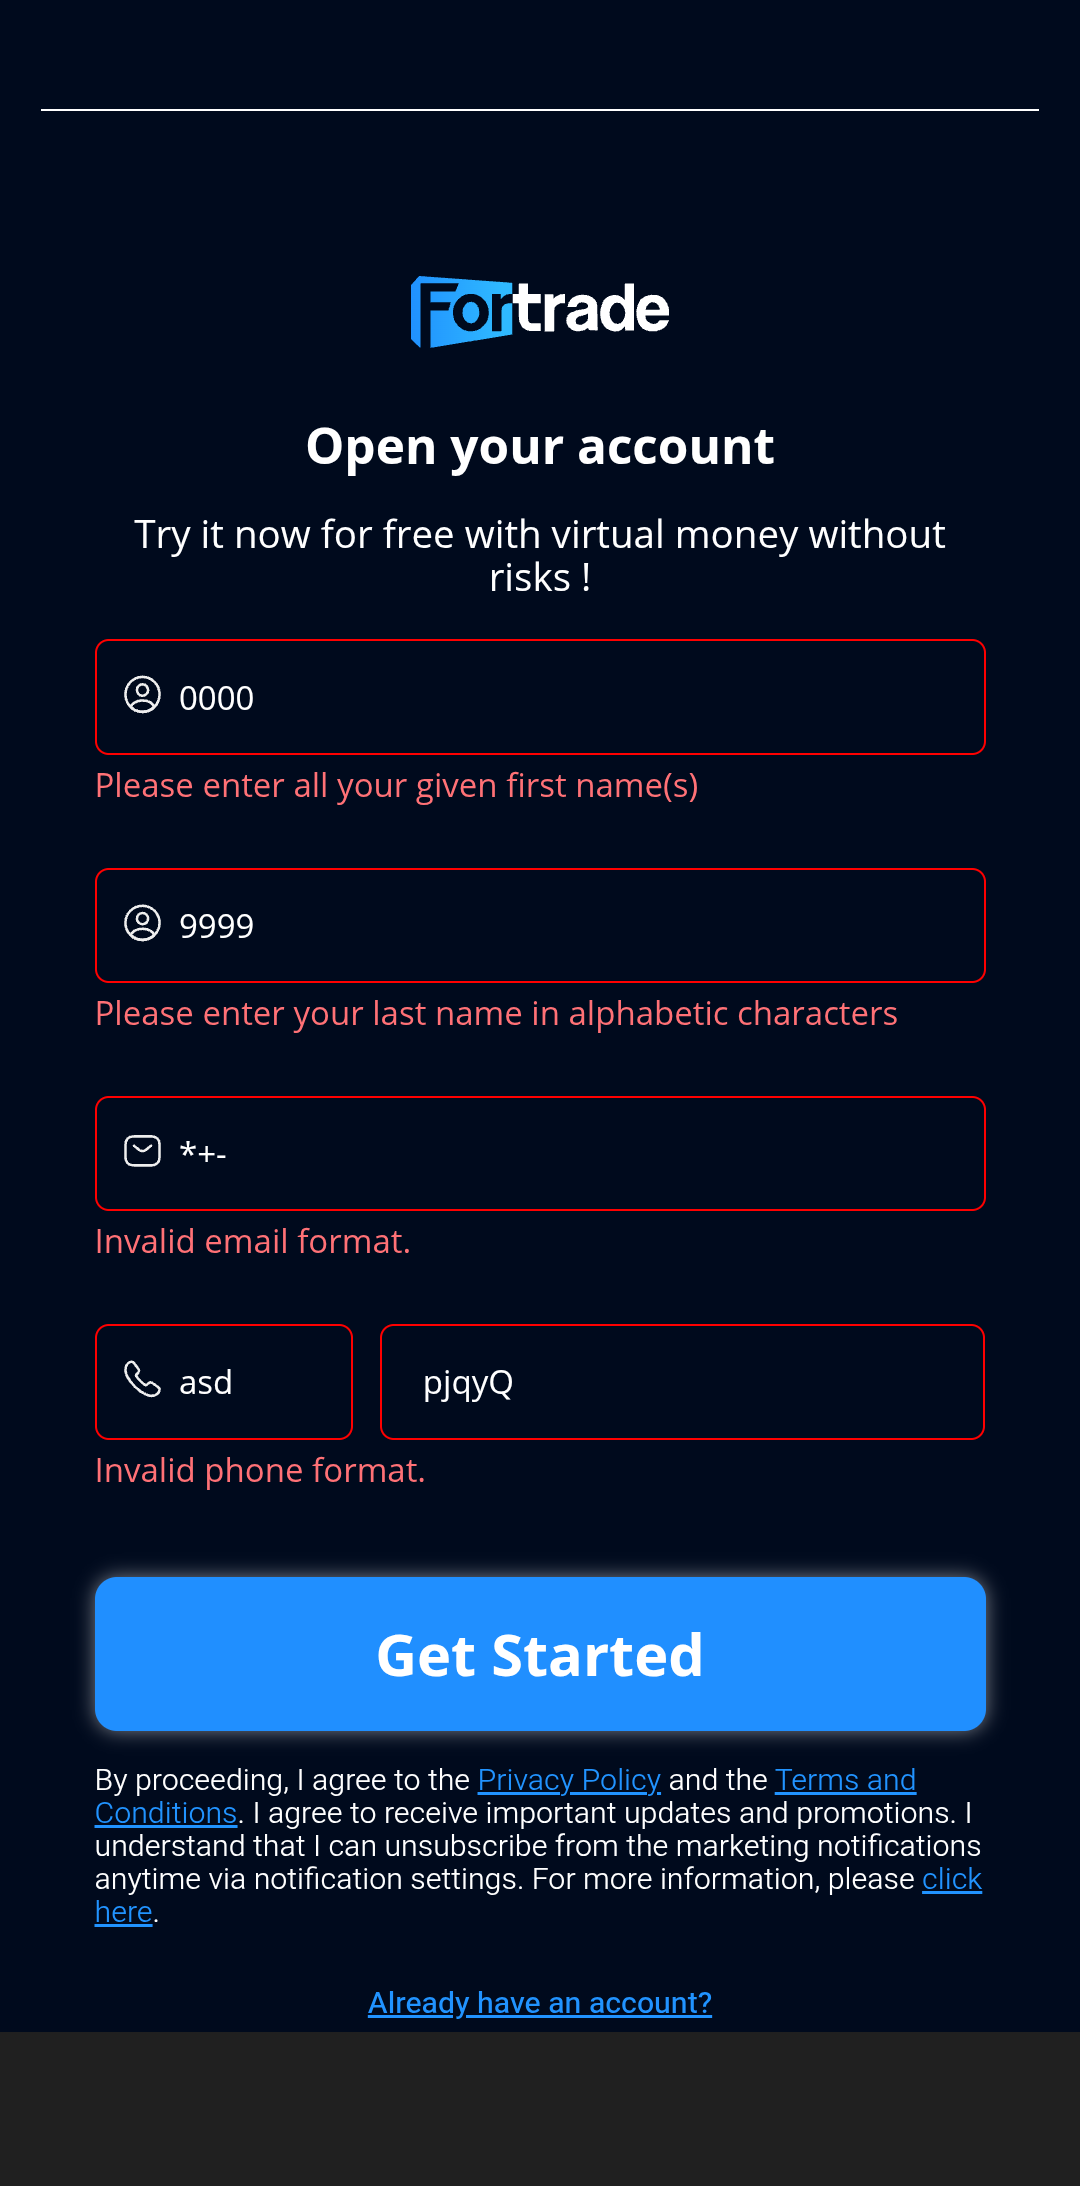 Fortrade
Open your account
Try it now for free with virtual money without
risks !
0000
Please enter all your given first name(s)
9999
Please enter your last name in alphabetic characters
*+-
Invalid email format.
asd pjqyQ
Invalid phone format.
Get Started
By proceeding, I agree to the Privacy Policy and the Terms and
Conditions. I agree to receive important updates and promotions. I
understand that I can unsubscribe from the marketing notifications
anytime via notification settings. For more information, please click
here.
Already have an account?